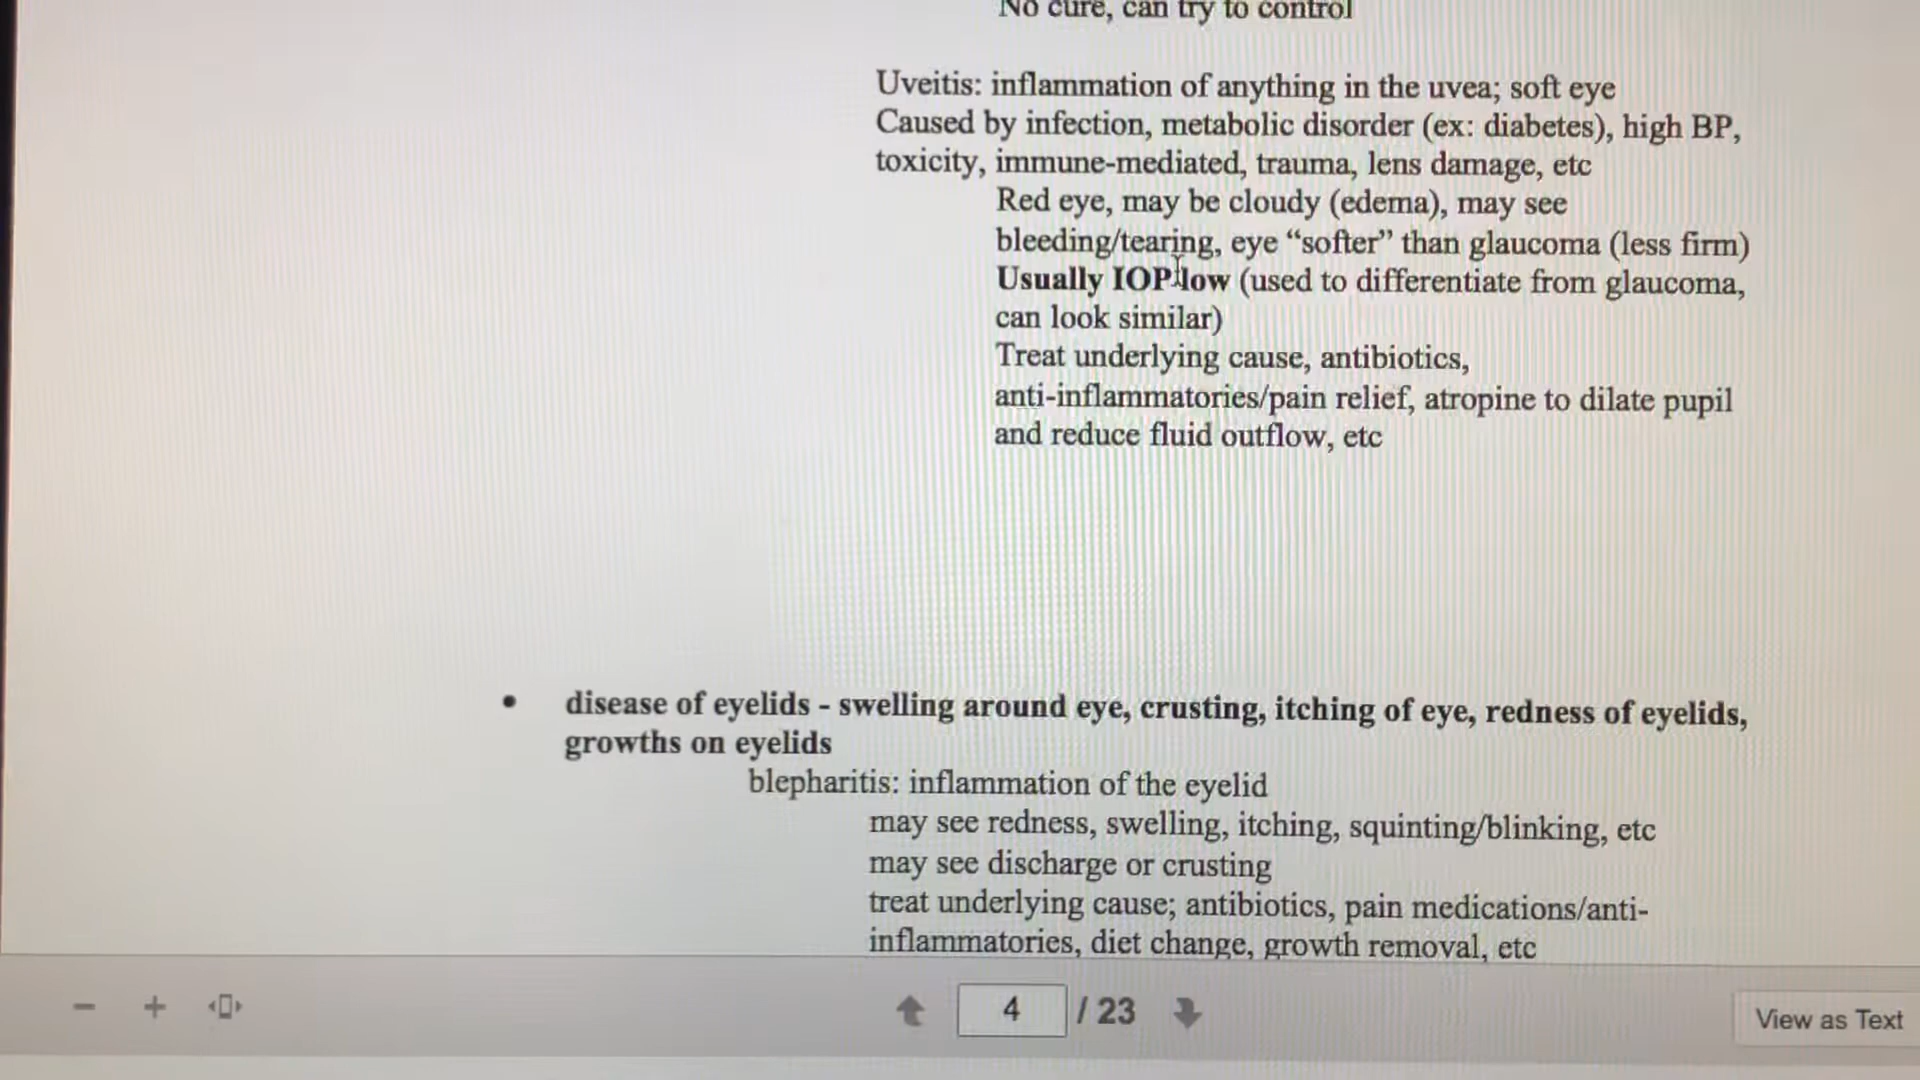 No cure, can try to control
Uveitis: inflammation of anything in the uvea; soft eye
Caused by infection, metabolic disorder (ex: diabetes), high BP,
toxicity, immune-mediated, trauma, lens damage, etc
Red eye, may be cloudy (edema), may see
bleeding/tearing, eye “softer” than glaucoma (less firm)
Usually IOP low (used to differentiate from glaucoma,
can look similar)
Treat underlying cause, antibiotics,
anti-inflammatories/pain relief, atropine to dilate pupil
and reduce fluid outflow, etc
• disease of eyelids - swelling around eye, crusting, itching of eye, redness of eyelids,
growths on eyelids
blepharitis: inflammation of the eyelid
may see redness, swelling, itching, squinting/blinking, etc
may see discharge or crusting
treat underlying cause; antibiotics, pain medications/anti-
inflammatories, diet change, growth removal, etc
4 / 23
View as Text